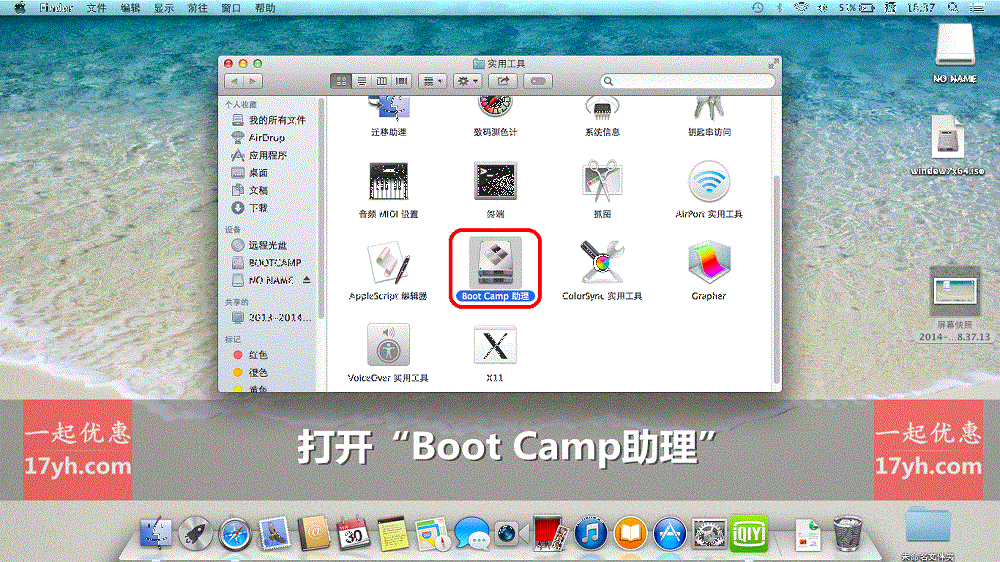 Finder 文件 编辑 显示 前往 窗口 帮助
15:37
实用工具
个人收藏
我的所有文件
AirDrop
应用程序
桌面
文稿
下载
设备
远程光盘
BOOTCAMP
NO NAME
共享的
2013-2014...
标记
红色
橙色
黄色
迁移助理
数码测色计
系统信息
钥匙串访问
音频 MIDI 设置
终端
抓图
AirPort 实用工具
AppleScript 编辑器
Boot Camp 助理
ColorSync 实用工具
Grapher
VoiceOver 实用工具
X11
NO NAME
window7x64.iso
屏幕快照
2014-...8.37.13
一起优惠
17yh.com
打开“Boot Camp助理”
一起优惠
17yh.com
30
iQIY
未命名文件夹